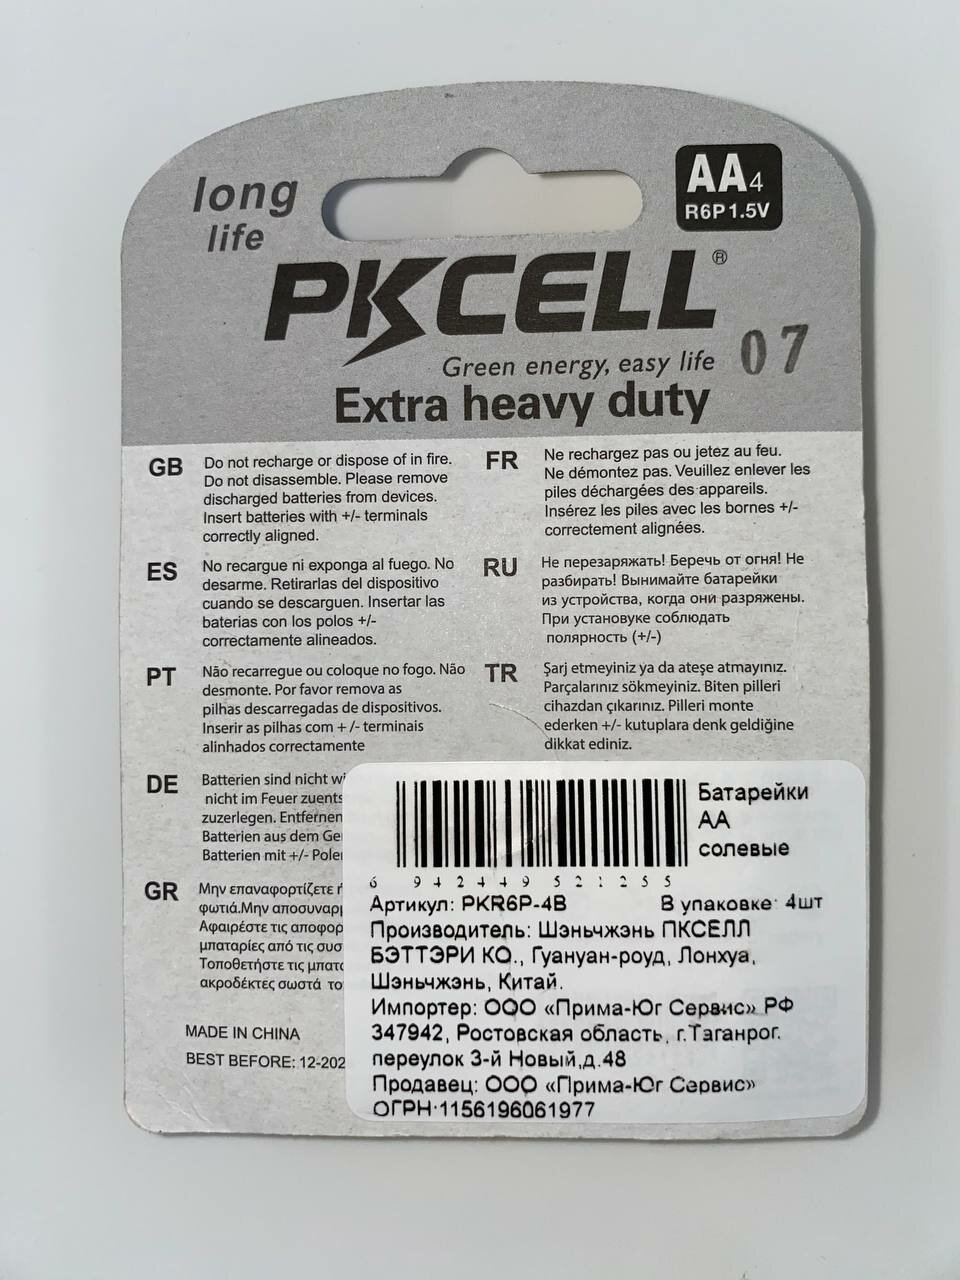 long
life
AA4
R6P 1.5V
PKCELL®
Green energy, easy life
07
Extra heavy duty
GB
Do not recharge or dispose of in fire.
Do not disassemble. Please remove
discharged batteries from devices.
Insert batteries with +/- terminals
correctly aligned.
FR
Ne rechargez pas ou jetez au feu.
Ne démontez pas. Veuillez enlever les
piles déchargées des appareils.
Insérez les piles avec les bornes +/-
correctement alignées.
ES
No recargue ni exponga al fuego. No
desarme. Retirarlas del dispositivo
cuando se descarguen. Insertar las
baterias con los polos +/-
correctamente alineados.
RU
Не перезаряжать! Беречь от огня! Не
разбирать! Вынимайте батарейки
из устройства, когда они разряжены.
При установуке соблюдать
полярность (+/-)
PT
Não recarregue ou coloque no fogo. Não
desmonte. Por favor remova as
pilhas descarregadas de dispositivos.
Inserir as pilhas com + /- terminais
alinhados correctamente
TR
Şarj etmeyiniz ya da ateşe atmayınız.
Parçalarınız sökmeyiniz. Biten pilleri
cihazdan çıkarınız. Pilleri monte
ederken +/- kutuplara denk geldiğine
dikkat ediniz.
DE
Batterien sind nicht
nicht im Feuer
zuzerlegen. Entfernen
Batterien aus dem
Batterien mit +/-
GR
Μην επαναφορτίζετε ή
φωτιά.Μην
Αφαιρέστε τις
μπαταρίες από τις
Τοποθετήστε τις
ακροδέκτες σωστά
MADE IN CHINA
BEST BEFORE: 12-202
Батарейки
АА
солевые
6 942449 521255
Артикул: PKR6P-4B В упаковке: 4шт
Производитель: Шэньчжэнь ПКСЕЛЛ
БЭТТЭРИ КО., Гуануан-роуд, Лонхуа,
Шэньчжэнь, Китай.
Импортер: ООО «Прима-Юг Сервис» РФ
347942, Ростовская область, г.Таганрог.
переулок 3-й Новый,д.48
Продавец: ООО «Прима-Юг Сервис»
ОГРН:1156196061977